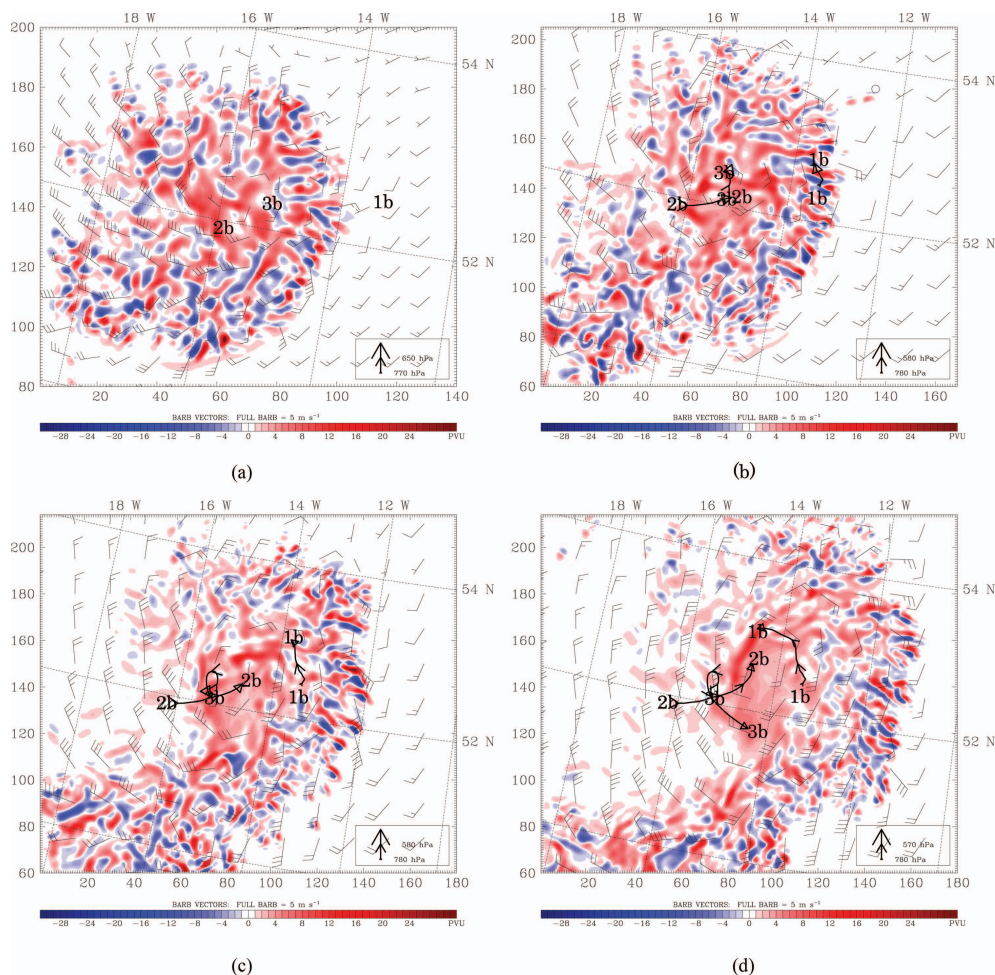 18 W 16 W 14 W
200
180
160
140
120
100
80
54 N
52 N
1b
3b
2b
650 hPa
770 hPa
20 40 60 80 100 120 140
BARB VECTORS: FULL BARB = 5 m s⁻¹
−28 −24 −20 −16 −12 −8 −4 0 4 8 12 16 20 24 PVU
(a)
18 W 16 W 14 W 12 W
200
180
160
140
120
100
80
60
54 N
52 N
1b
3b
2b
3b
2b
1b
580 hPa
780 hPa
20 40 60 80 100 120 140 160
BARB VECTORS: FULL BARB = 5 m s⁻¹
−28 −24 −20 −16 −12 −8 −4 0 4 8 12 16 20 24 PVU
(b)
18 W 16 W 14 W 12 W
200
180
160
140
120
100
80
60
54 N
52 N
1b
2b
2b
3b
1b
580 hPa
780 hPa
20 40 60 80 100 120 140 160 180
BARB VECTORS: FULL BARB = 5 m s⁻¹
−28 −24 −20 −16 −12 −8 −4 0 4 8 12 16 20 24 PVU
(c)
18 W 16 W 14 W 12 W
200
180
160
140
120
100
80
60
54 N
52 N
1b
2b
2b
3b
1b
3b
570 hPa
780 hPa
20 40 60 80 100 120 140 160 180
BARB VECTORS: FULL BARB = 5 m s⁻¹
−28 −24 −20 −16 −12 −8 −4 0 4 8 12 16 20 24 PVU
(d)